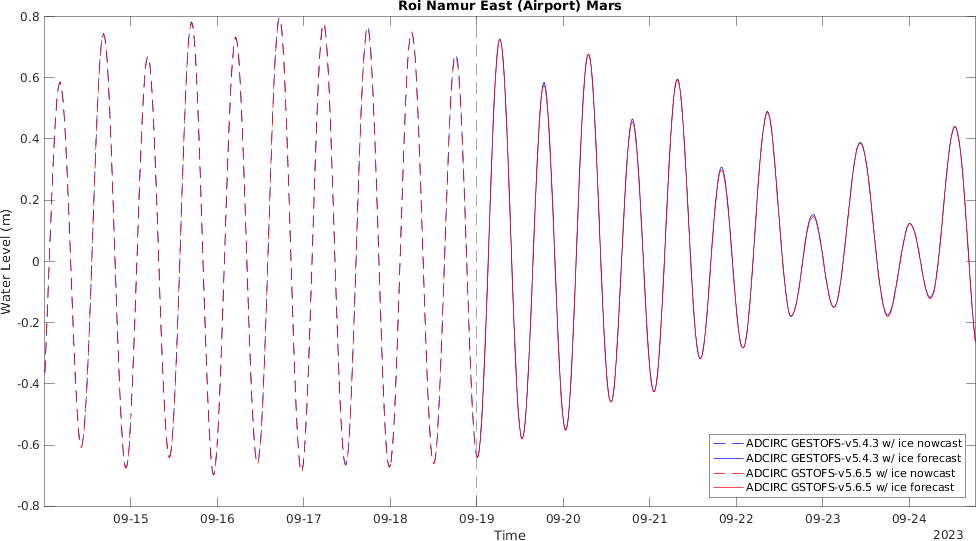 Roi Namur East (Airport) Mars
0.8
0.6
0.4
0.2
0
-0.2
-0.4
-0.6
-0.8
Water Level (m)
ADCIRC GESTOFS-v5.4.3 w/ ice nowcast
ADCIRC GESTOFS-v5.4.3 w/ ice forecast
ADCIRC GSTOFS-v5.6.5 w/ ice nowcast
ADCIRC GSTOFS-v5.6.5 w/ ice forecast
09-15 09-16 09-17 09-18 09-19 09-20 09-21 09-22 09-23 09-24
Time
2023